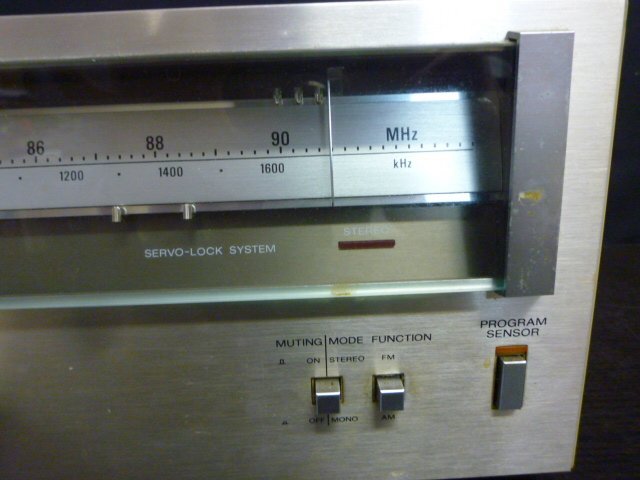 86 88 90 MHz
1200 1400 1600 kHz
STEREO
SERVO-LOCK SYSTEM
PROGRAM
SENSOR
MUTING MODE FUNCTION
ON STEREO FM
OFF MONO AM